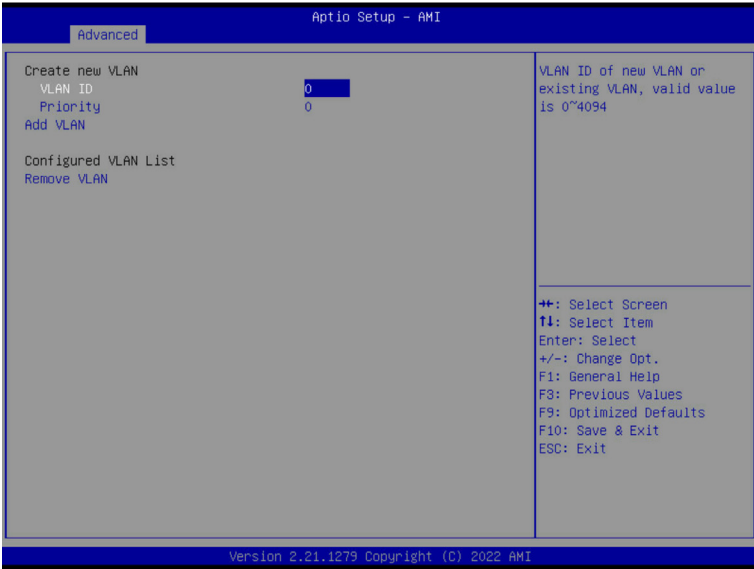 Aptio Setup – AMI
Advanced
Create new VLAN
VLAN ID 0
Priority 0
Add VLAN
Configured VLAN List
Remove VLAN
VLAN ID of new VLAN or
existing VLAN, valid value
is 0~4094
→←: Select Screen
↑↓: Select Item
Enter: Select
+/-: Change Opt.
F1: General Help
F3: Previous Values
F9: Optimized Defaults
F10: Save & Exit
ESC: Exit
Version 2.21.1279 Copyright (C) 2022 AMI